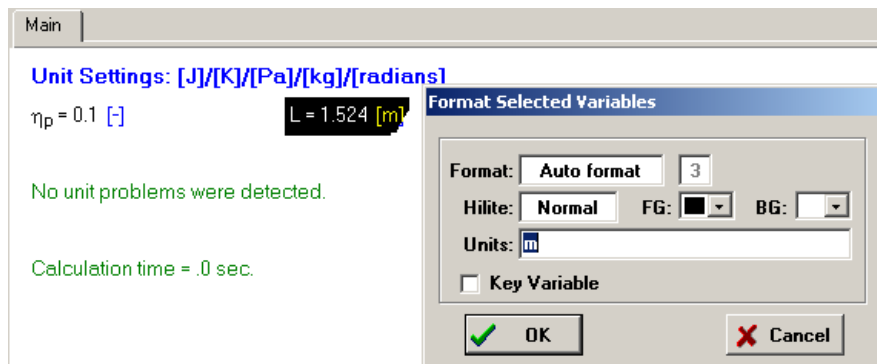 Main
Unit Settings: [J]/[K]/[Pa]/[kg]/[radians]
ηp = 0.1 [-]
L = 1.524 [m]
No unit problems were detected.
Calculation time = .0 sec.
Format Selected Variables
Format: Auto format 3
Hilite: Normal FG: BG:
Units: m
Key Variable
OK Cancel